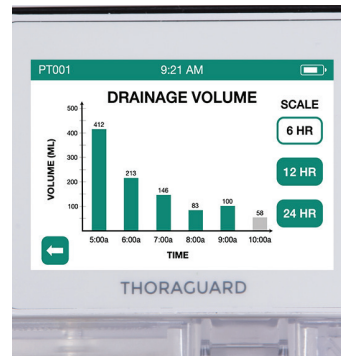 PT001 9:21 AM
DRAINAGE VOLUME
SCALE
6 HR
12 HR
24 HR
VOLUME (ML)
500
400
300
200
100
412
213
146
83
100
58
5:00a 6:00a 7:00a 8:00a 9:00a 10:00a
TIME
THORAGUARD